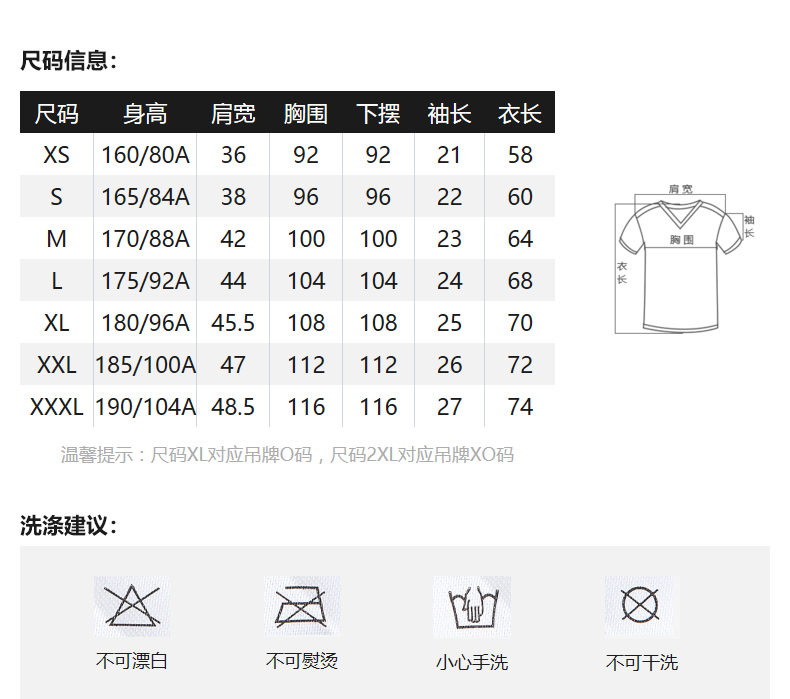 尺码信息：
尺码 身高 肩宽 胸围 下摆 袖长 衣长
XS 160/80A 36 92 92 21 58
S 165/84A 38 96 96 22 60
M 170/88A 42 100 100 23 64
L 175/92A 44 104 104 24 68
XL 180/96A 45.5 108 108 25 70
XXL 185/100A 47 112 112 26 72
XXXL 190/104A 48.5 116 116 27 74
肩宽
袖长
胸围
衣长
温馨提示：尺码XL对应吊牌O码，尺码2XL对应吊牌XO码
洗涤建议：
不可漂白 不可熨烫 小心手洗 不可干洗